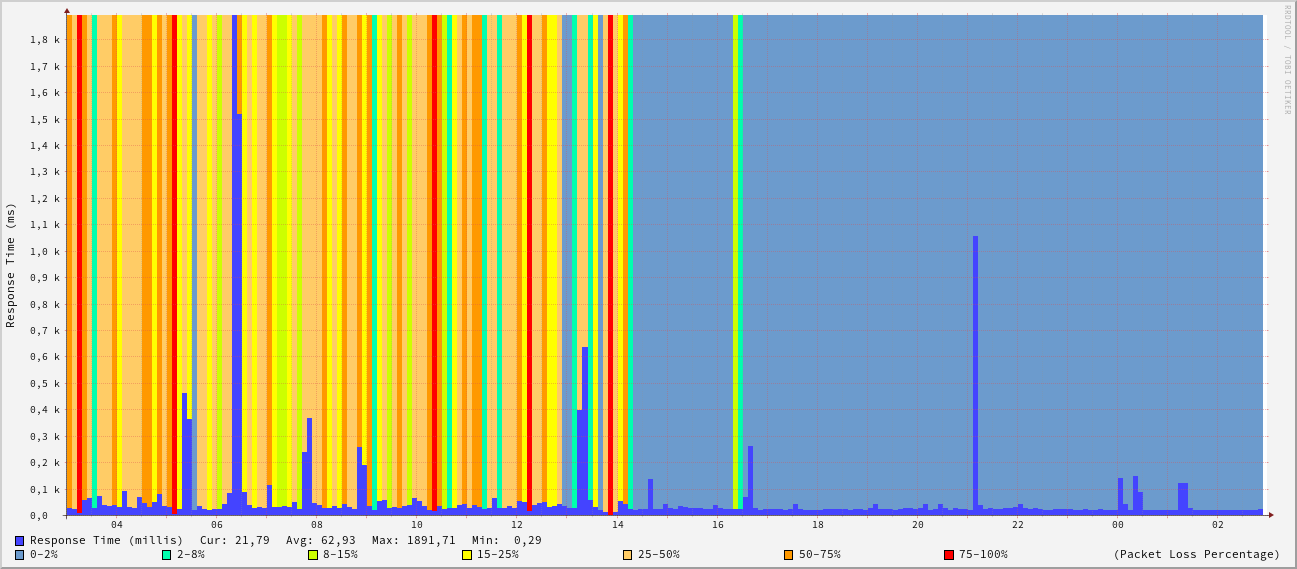 RRDTOOL / TOBI OETIKER
Response Time (ms)
1,8 k
1,7 k
1,6 k
1,5 k
1,4 k
1,3 k
1,2 k
1,1 k
1,0 k
0,9 k
0,8 k
0,7 k
0,6 k
0,5 k
0,4 k
0,3 k
0,2 k
0,1 k
0,0
04 06 08 10 12 14 16 18 20 22 00 02
Response Time (millis) Cur: 21,79 Avg: 62,93 Max: 1891,71 Min: 0,29
0-2% 2-8% 8-15% 15-25% 25-50% 50-75% 75-100% (Packet Loss Percentage)